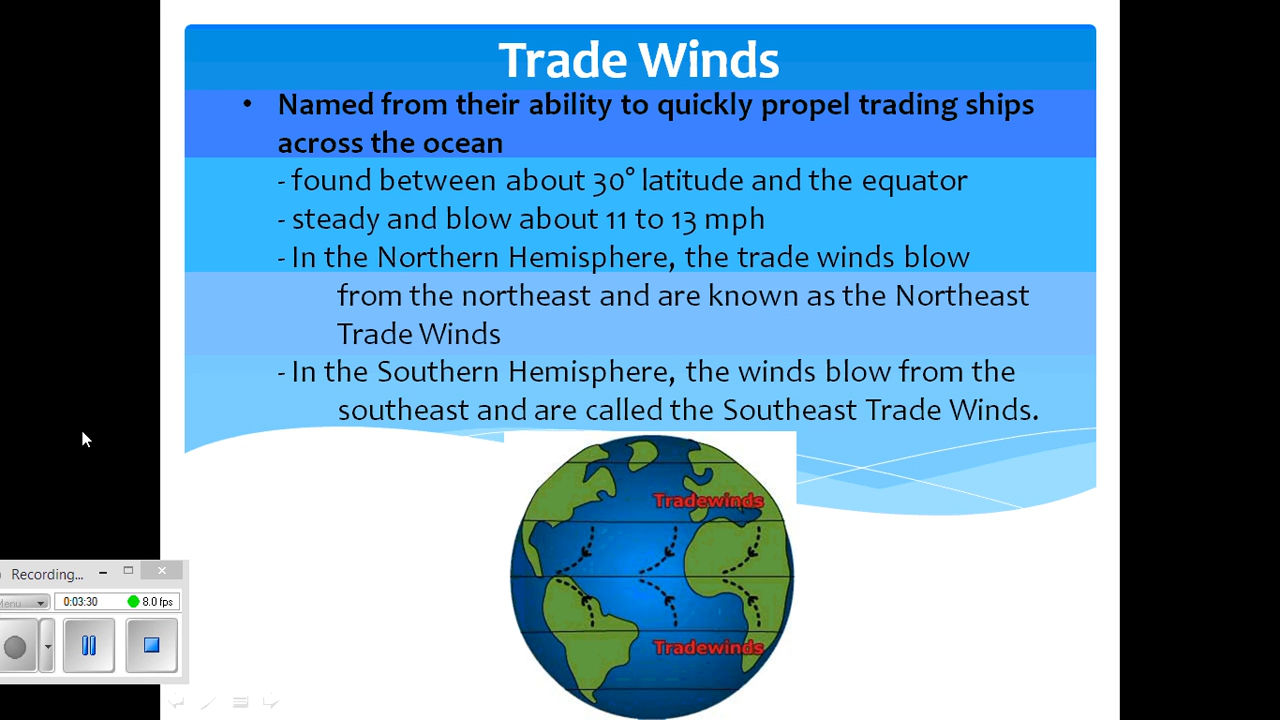 Trade Winds
• Named from their ability to quickly propel trading ships
across the ocean
- found between about 30° latitude and the equator
- steady and blow about 11 to 13 mph
- In the Northern Hemisphere, the trade winds blow
from the northeast and are known as the Northeast
Trade Winds
- In the Southern Hemisphere, the winds blow from the
southeast and are called the Southeast Trade Winds.
Tradewinds
Tradewinds
Recording...
Menu 0:03:30 8.0 fps